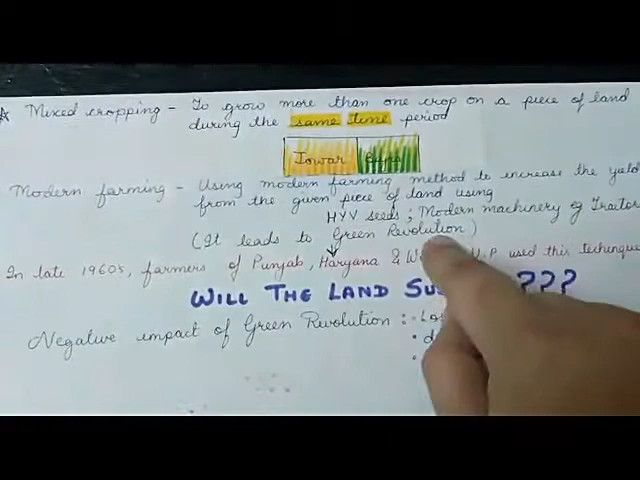 Mixed cropping - To grow more than one crop on a piece of land
during the same time period
Jowar Bajra
Modern farming - Using modern farming method to increase the yield
from the given piece of land using
HYV seeds ; Modern machinery eg Tractor
(It leads to Green Revolution)
In late 1960s, farmers of Punjab, Haryana & U.P used this technique
WILL THE LAND ???
Negative impact of Green Revolution :